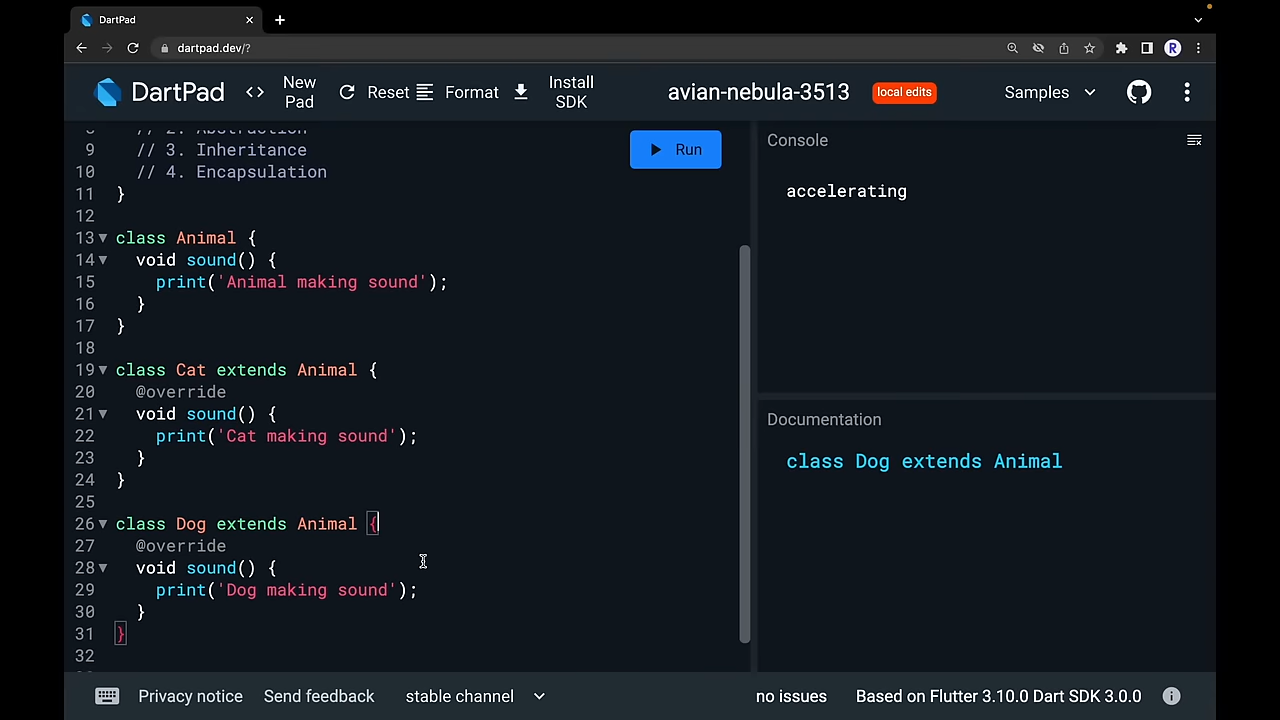 DartPad
dartpad.dev/?
R
DartPad
<> New Pad
Reset
Format
Install SDK
avian-nebula-3513
local edits
Samples
8 // 2. Abstraction
9 // 3. Inheritance
10 // 4. Encapsulation
11 }
12
13 class Animal {
14 void sound() {
15 print('Animal making sound');
16 }
17 }
18
19 class Cat extends Animal {
20 @override
21 void sound() {
22 print('Cat making sound');
23 }
24 }
25
26 class Dog extends Animal {
27 @override
28 void sound() {
29 print('Dog making sound');
30 }
31 }
32
Run
Console
accelerating
Documentation
class Dog extends Animal
Privacy notice
Send feedback
stable channel
no issues
Based on Flutter 3.10.0 Dart SDK 3.0.0